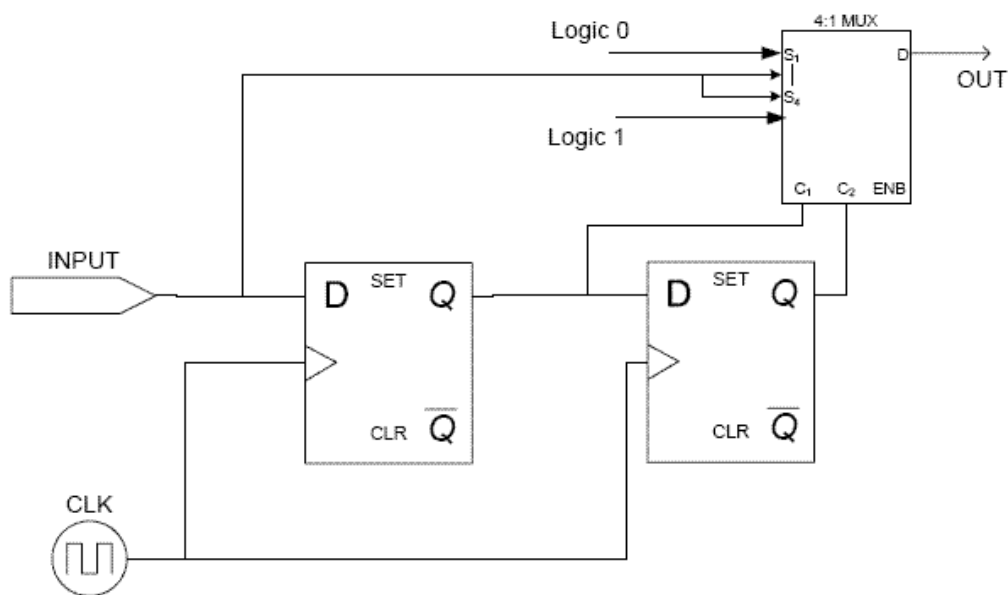 4:1 MUX
Logic 0
S₁
D
OUT
S₄
Logic 1
C₁ C₂ ENB
INPUT
D SET Q
CLR Q̅
D SET Q
CLR Q̅
CLK